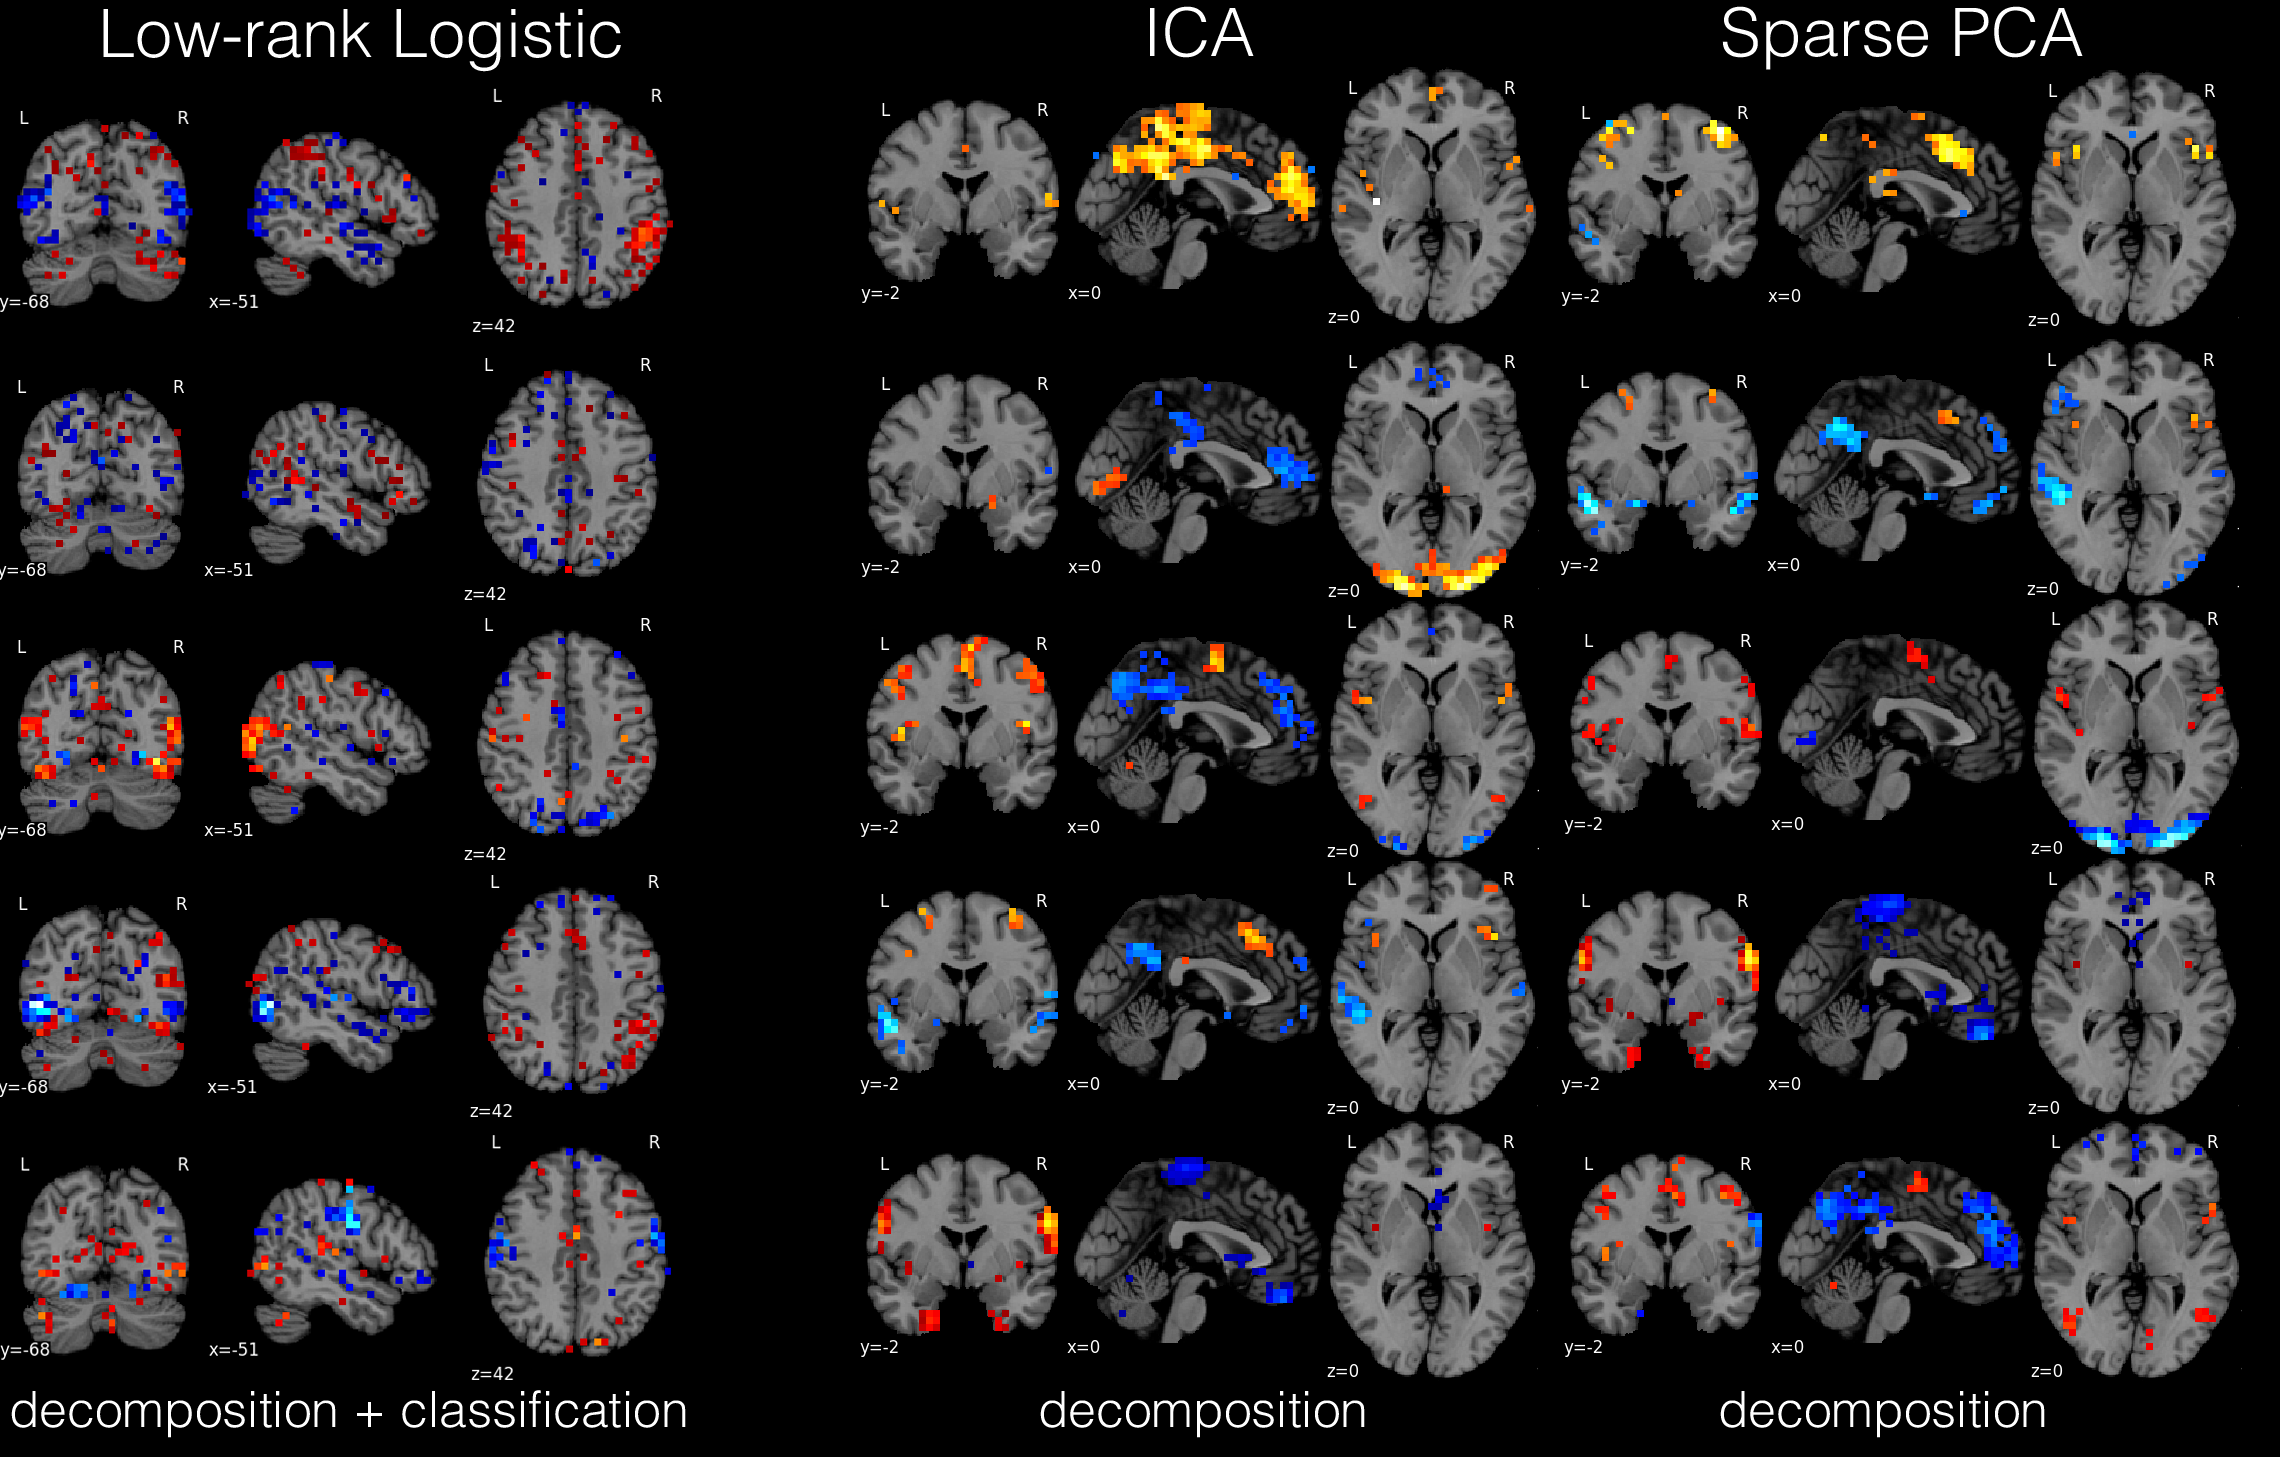 Low-rank Logistic
ICA
Sparse PCA
L R L R
y=-68 x=-51 z=42
L R L R
y=-2 x=0 z=0
L R L R
y=-2 x=0 z=0
L R L R
y=-68 x=-51 z=42
L R L R
y=-2 x=0 z=0
L R L R
y=-2 x=0 z=0
L R L R
y=-68 x=-51 z=42
L R L R
y=-2 x=0 z=0
L R L R
y=-2 x=0 z=0
L R L R
y=-68 x=-51 z=42
L R L R
y=-2 x=0 z=0
L R L R
y=-2 x=0 z=0
L R L R
y=-68 x=-51 z=42
L R L R
y=-2 x=0 z=0
L R L R
y=-2 x=0 z=0
decomposition + classification
decomposition
decomposition